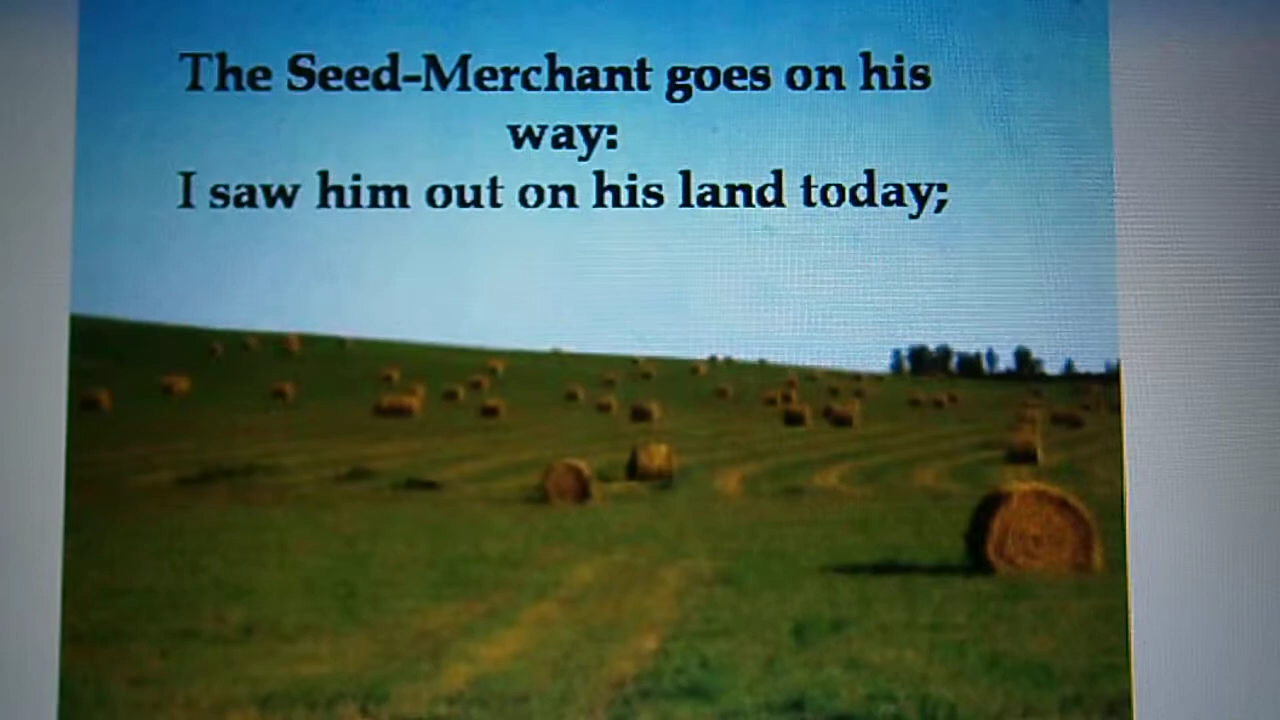 The Seed-Merchant goes on his
way:
I saw him out on his land today;